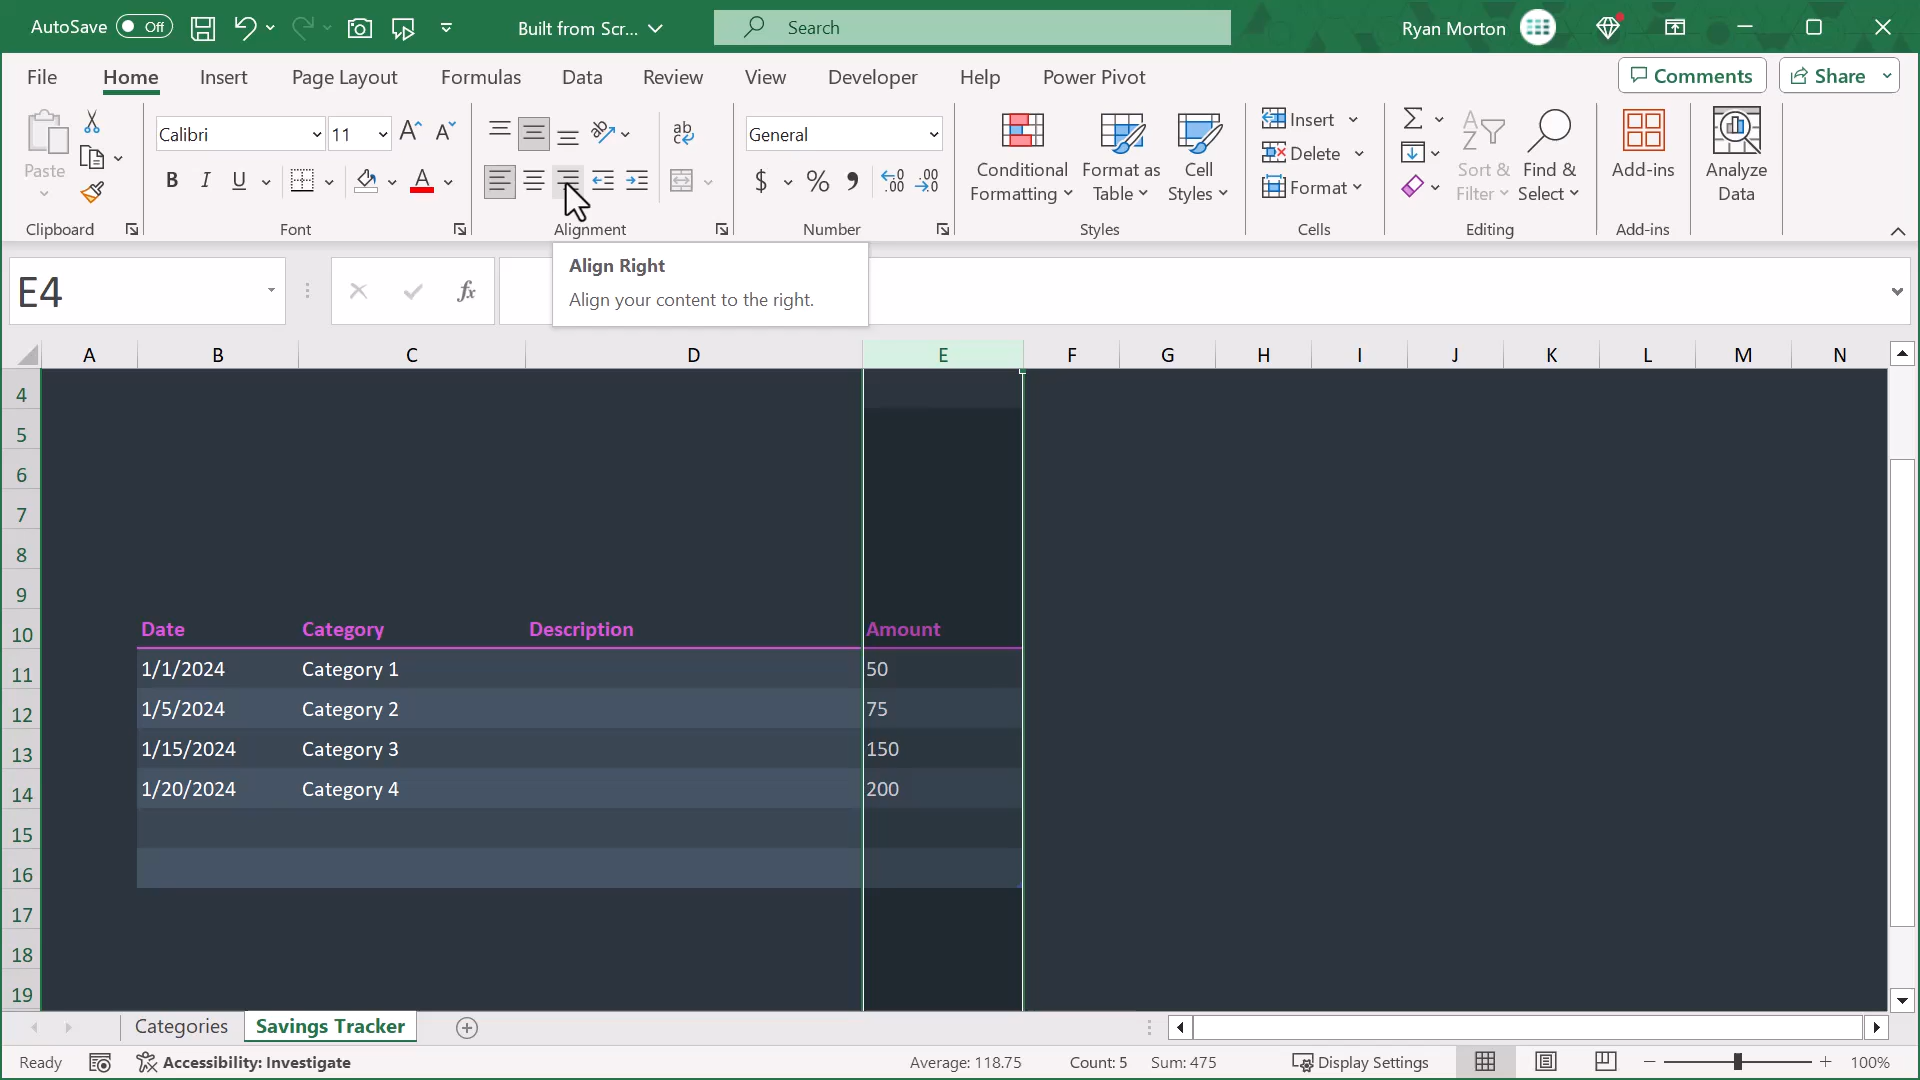 AutoSave Off
Built from Scr...
Search
Ryan Morton
File Home Insert Page Layout Formulas Data Review View Developer Help Power Pivot
Comments Share
Paste
Clipboard
Calibri 11
B I U
Font
ab
Alignment
General
$ % 9
Number
Conditional Formatting
Format as Table
Cell Styles
Styles
Insert
Delete
Format
Cells
Sort & Filter
Find & Select
Editing
Add-ins
Add-ins
Analyze Data
E4
fx
Align Right
Align your content to the right.
A B C D E F G H I J K L M N
4
5
6
7
8
9
10 Date Category Description Amount
11 1/1/2024 Category 1 50
12 1/5/2024 Category 2 75
13 1/15/2024 Category 3 150
14 1/20/2024 Category 4 200
15
16
17
18
19
Categories Savings Tracker
Ready Accessibility: Investigate Average: 118.75 Count: 5 Sum: 475 Display Settings 100%